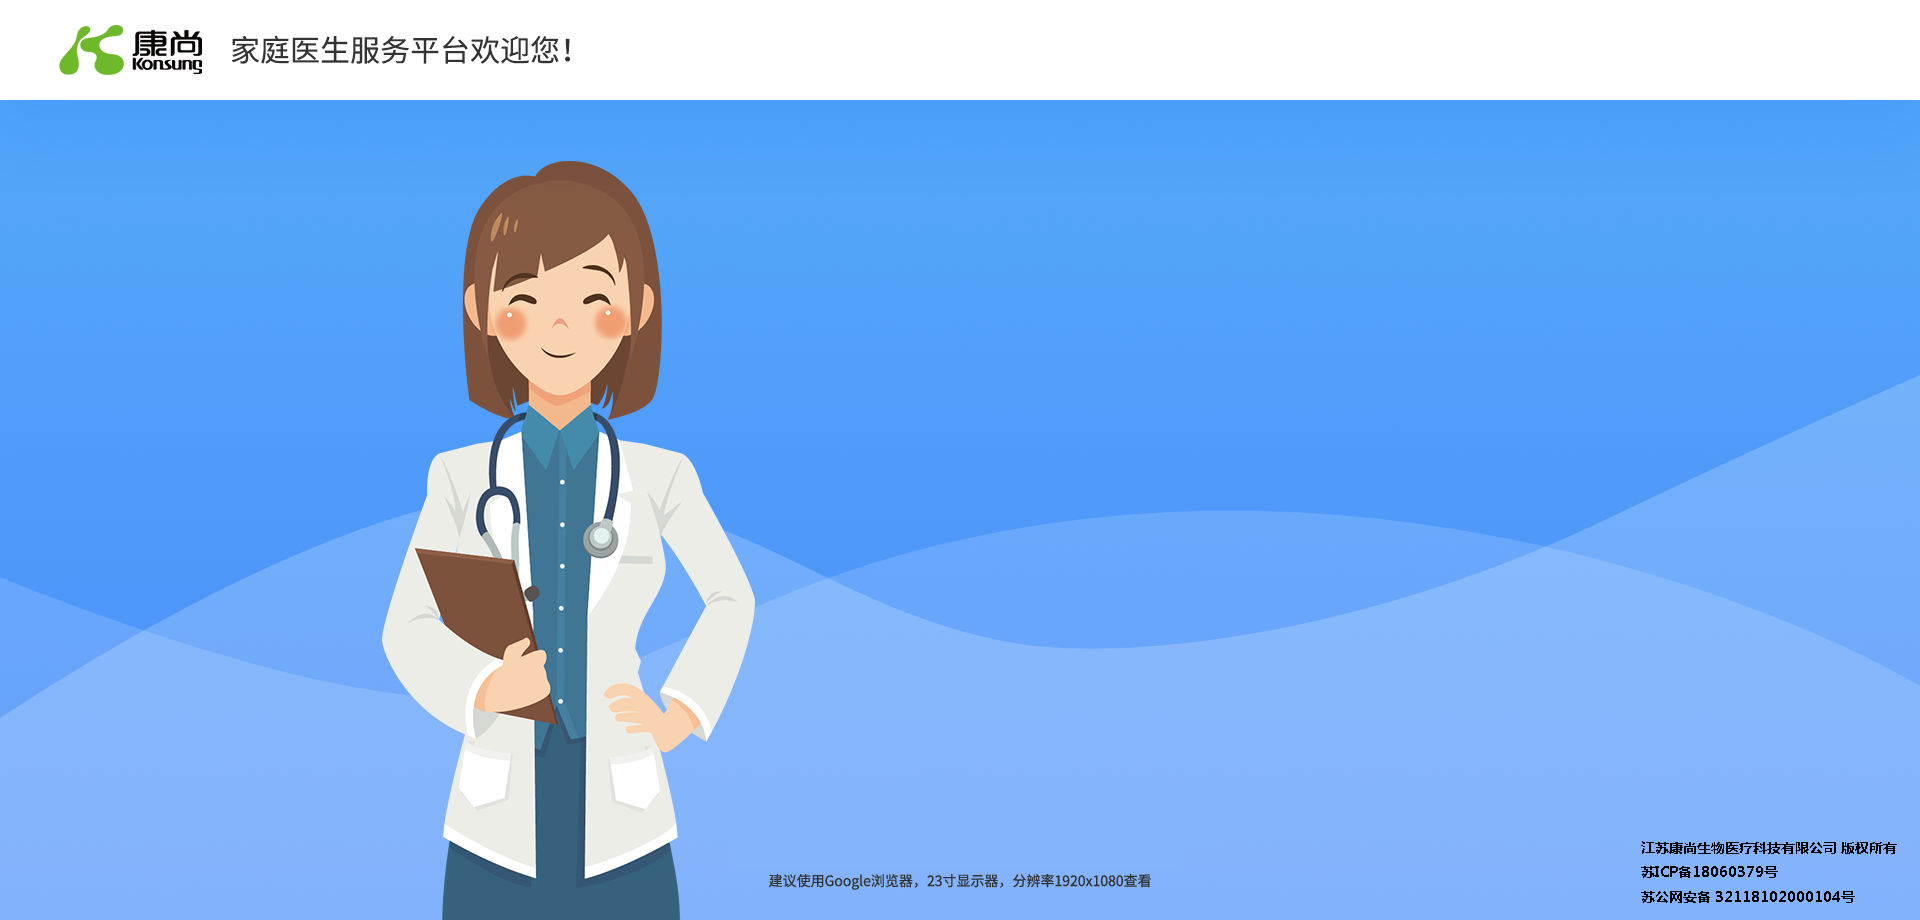 康尚
Konsung
家庭医生服务平台欢迎您！
建议使用Google浏览器，23寸显示器，分辨率1920x1080查看
江苏康尚生物医疗科技有限公司 版权所有
苏ICP备18060379号
苏公网安备 32118102000104号